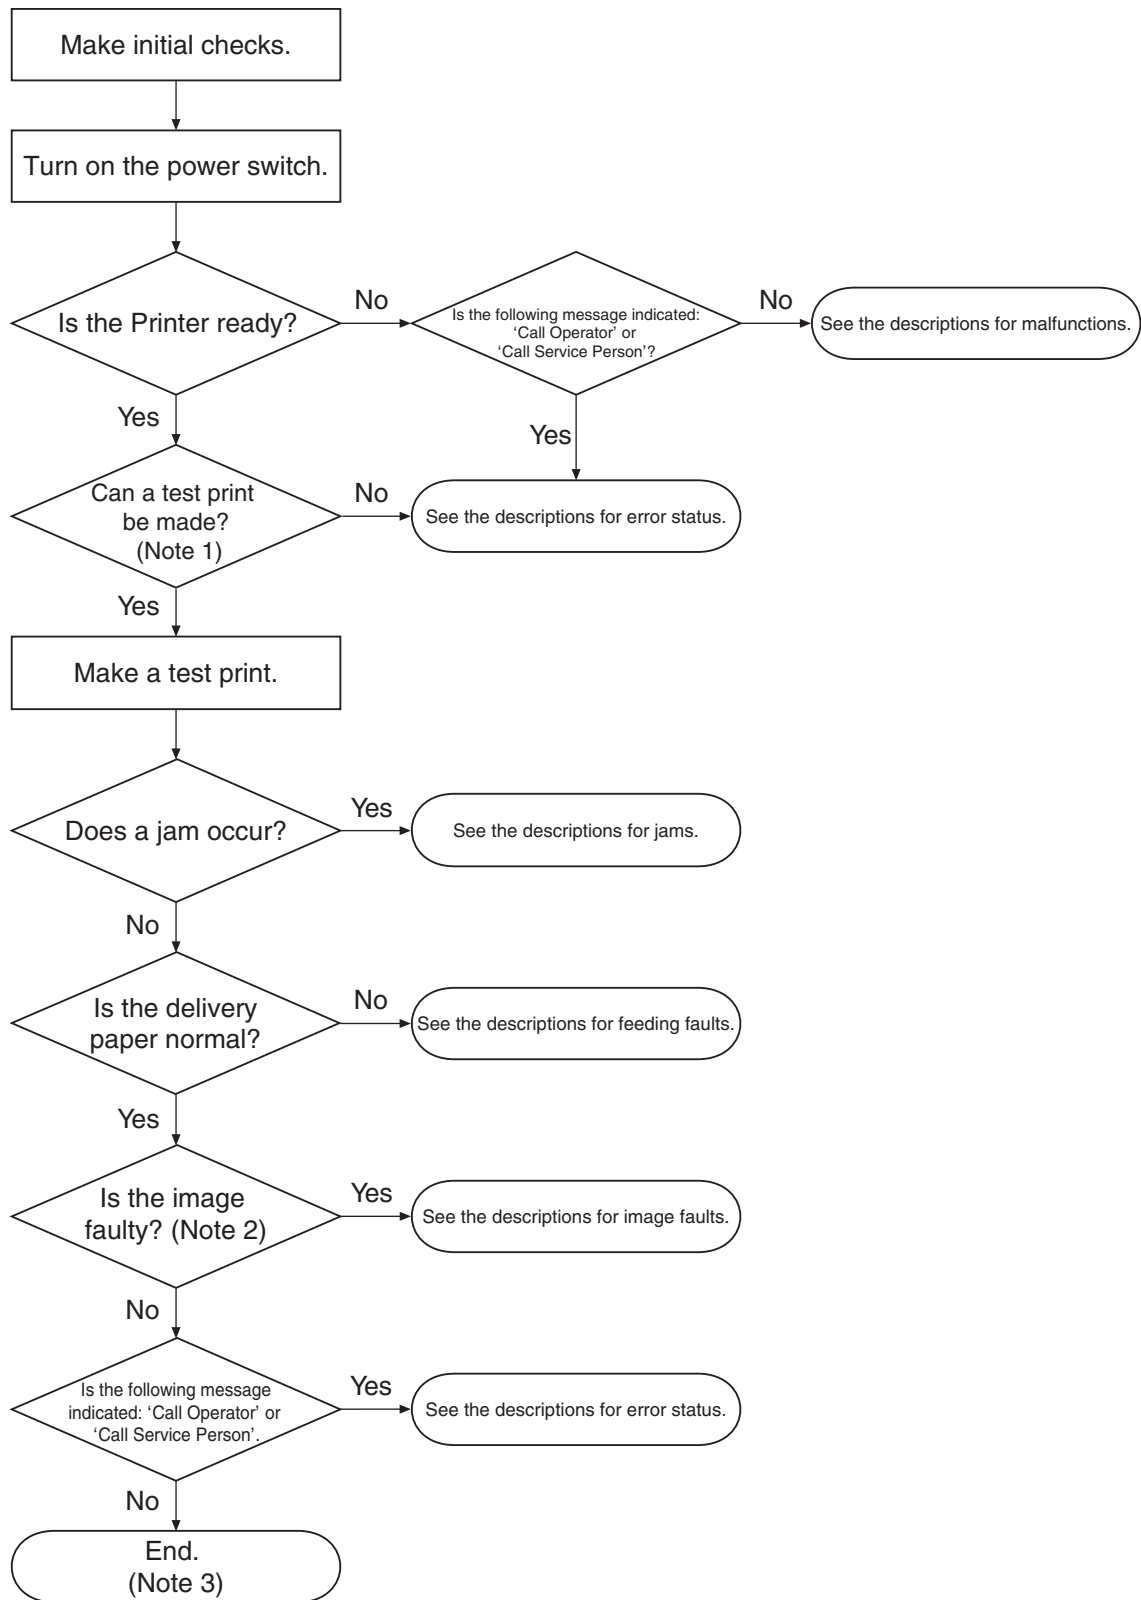 Make initial checks.
Turn on the power switch.
Is the Printer ready?
No
Is the following message indicated:
‘Call Operator’ or
‘Call Service Person’?
No
See the descriptions for malfunctions.
Yes
Yes
Can a test print
be made?
(Note 1)
No
See the descriptions for error status.
Yes
Make a test print.
Does a jam occur?
Yes
See the descriptions for jams.
No
Is the delivery
paper normal?
No
See the descriptions for feeding faults.
Yes
Is the image
faulty? (Note 2)
Yes
See the descriptions for image faults.
No
Is the following message
indicated: ‘Call Operator’ or
‘Call Service Person’.
Yes
See the descriptions for error status.
No
End.
(Note 3)